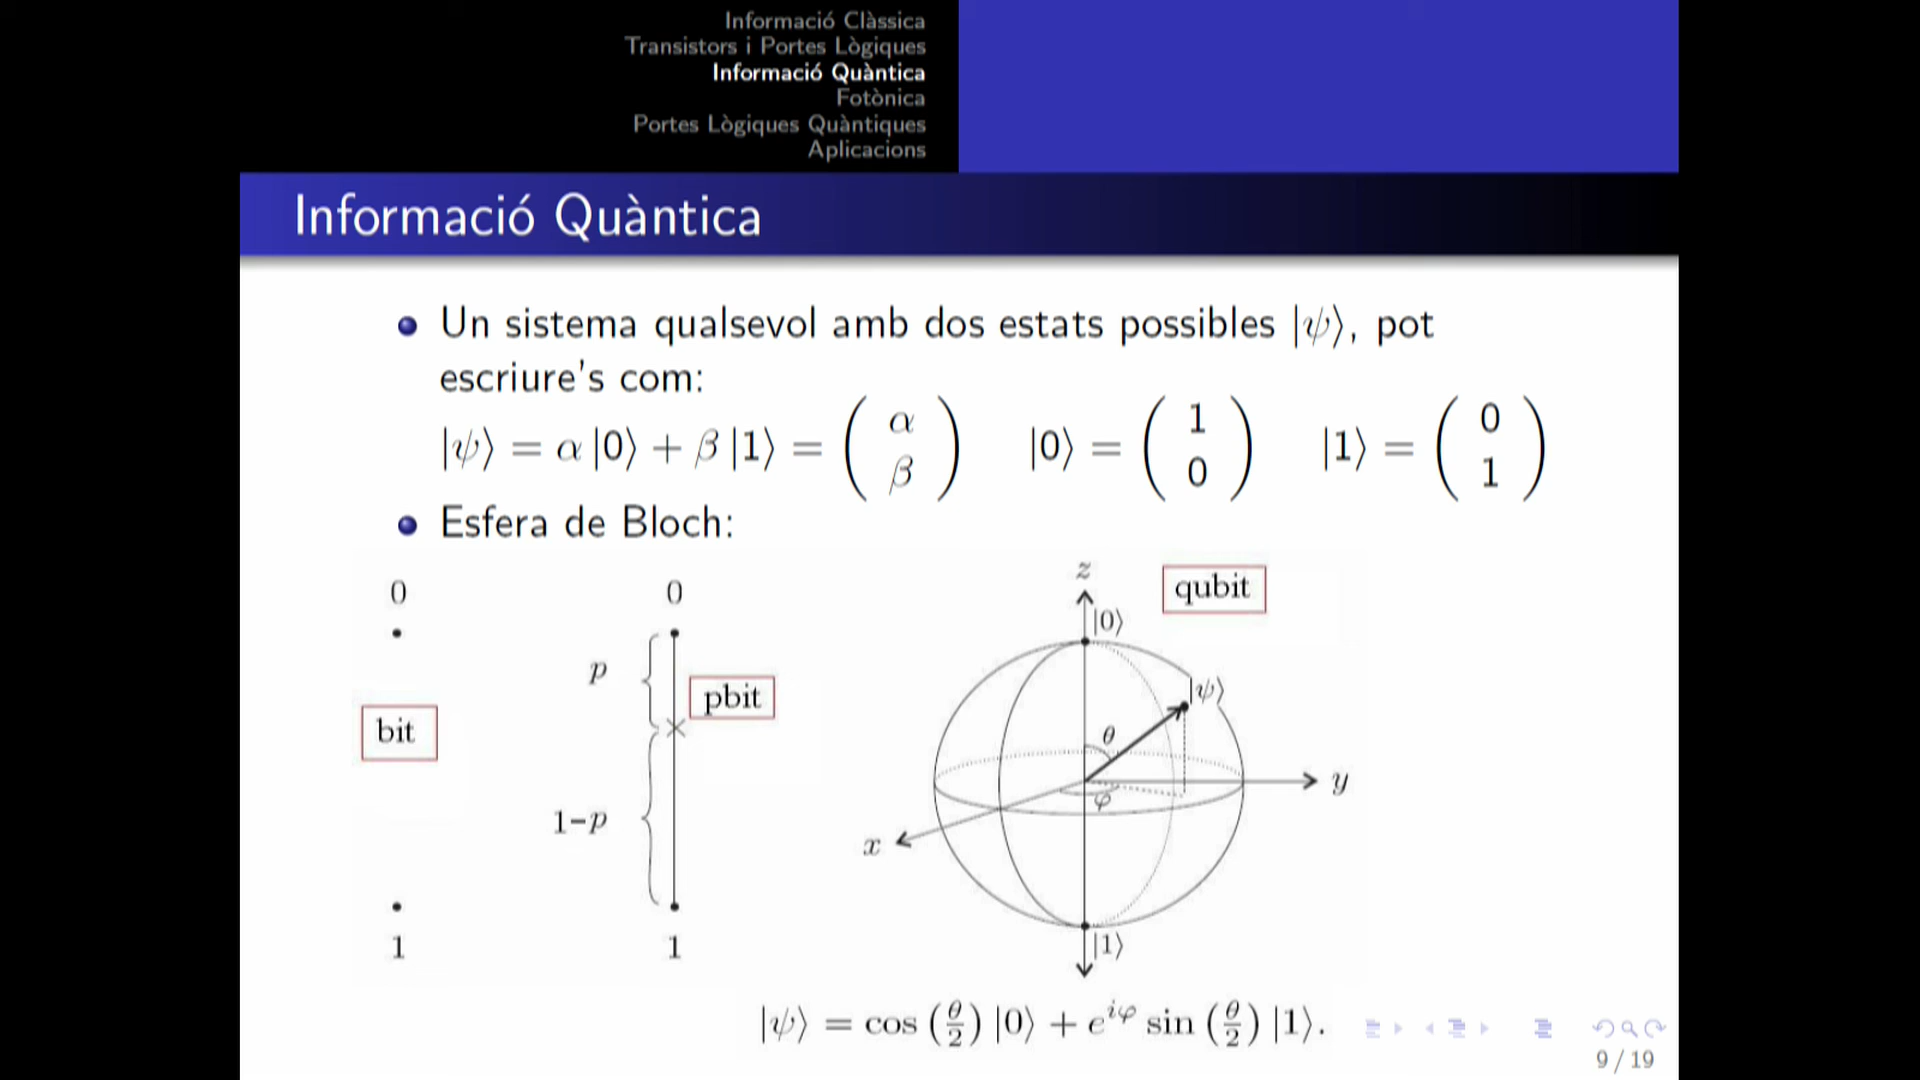 Informació Clàssica
Transistors i Portes Lògiques
Informació Quàntica
Fotònica
Portes Lògiques Quàntiques
Aplicacions
Informació Quàntica
Un sistema qualsevol amb dos estats possibles |ψ⟩, pot
escriure's com:
|ψ⟩ = α |0⟩ + β |1⟩ = ( α β ) |0⟩ = ( 1 0 ) |1⟩ = ( 0 1 )
Esfera de Bloch:
0
bit
1
0
p
pbit
1−p
1
qubit
z
|0⟩
|ψ⟩
θ
y
φ
x
|1⟩
|ψ⟩ = cos (θ/2) |0⟩ + e^{iφ} sin (θ/2) |1⟩.
9 / 19